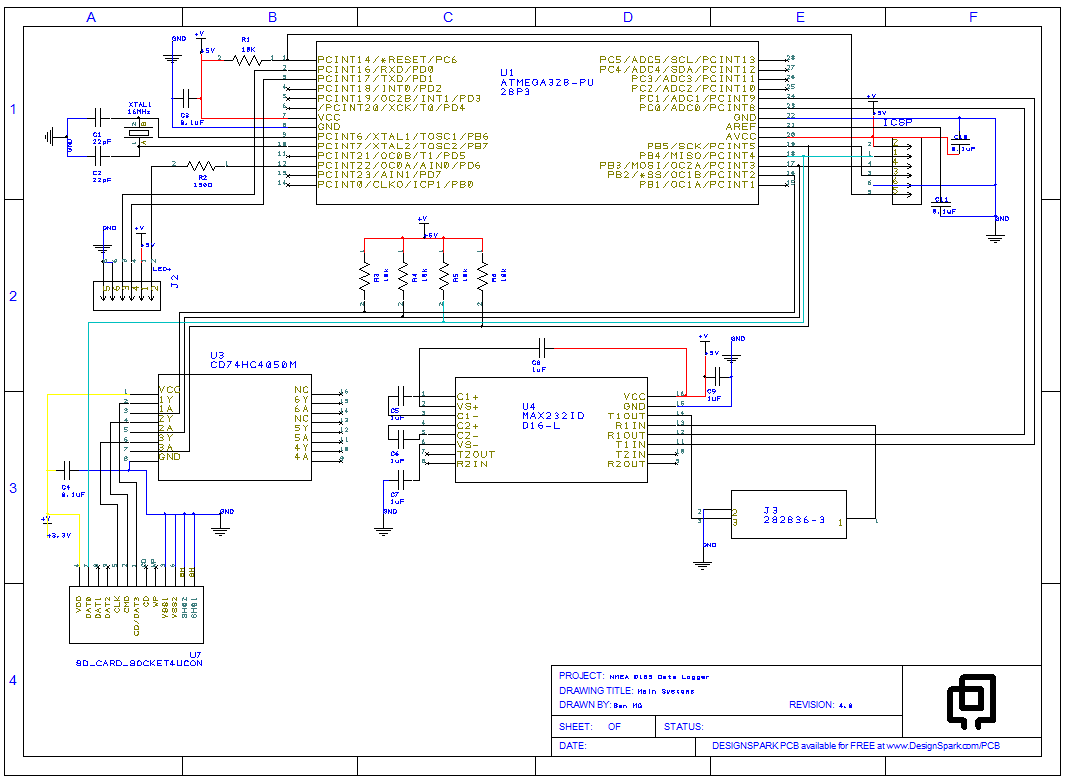 A B C D E F
1
2
3
4
GND
+V
+5V
R1
10K
C3
0.1uF
XTAL1
16MHz
C1
22pF
C2
22pF
GND
R2
150Ω
U1
ATMEGA328-PU
28P3
PCINT14/*RESET/PC6
PCINT16/RXD/PD0
PCINT17/TXD/PD1
PCINT18/INT0/PD2
PCINT19/OC2B/INT1/PD3
PCINT20/XCK/T0/PD4
VCC
GND
PCINT6/XTAL1/TOSC1/PB6
PCINT7/XTAL2/TOSC2/PB7
PCINT21/OC0B/T1/PD5
PCINT22/OC0A/AIN0/PD6
PCINT23/AIN1/PD7
PCINT0/CLKO/ICP1/PB0
PC5/ADC5/SCL/PCINT13
PC4/ADC4/SDA/PCINT12
PC3/ADC3/PCINT11
PC2/ADC2/PCINT10
PC1/ADC1/PCINT9
PC0/ADC0/PCINT8
GND
AREF
AVCC
PB5/SCK/PCINT5
PB4/MISO/PCINT4
PB3/MOSI/OC2A/PCINT3
PB2/*SS/OC1B/PCINT2
PB1/OC1A/PCINT1
+V
+5V
ICSP
C10
0.1uF
C11
0.1uF
GND
GND
+V
+5V
LED+
J2
+V
+5V
R3
10k
R4
10k
R5
10k
R6
10k
U3
CD74HC4050M
VCC
1Y
1A
2Y
2A
3Y
3A
GND
NC
6Y
6A
NC
5Y
5A
4Y
4A
C4
0.1uF
+V
+3.3V
GND
C8
1uF
C5
1uF
C6
1uF
C7
1uF
GND
U4
MAX232ID
D16-L
C1+
VS+
C1-
C2+
C2-
VS-
T2OUT
R2IN
VCC
GND
T1OUT
R1IN
R1OUT
T1IN
T2IN
R2OUT
+V
+5V
GND
C9
1uF
J3
282836-3
2
3
1
GND
VDD
DAT0
DAT1
DAT2
CLK
CMD
CD/DAT3
CD
WP
VSS1
VSS2
SHG2
SHG1
U7
SD_CARD_SOCKET4UCON
PROJECT: NMEA 0183 Data Logger
DRAWING TITLE: Main Systems
DRAWN BY: Ben MG REVISION: 4.0
SHEET: OF STATUS:
DATE: DESIGNSPARK PCB available for FREE at www.DesignSpark.com/PCB